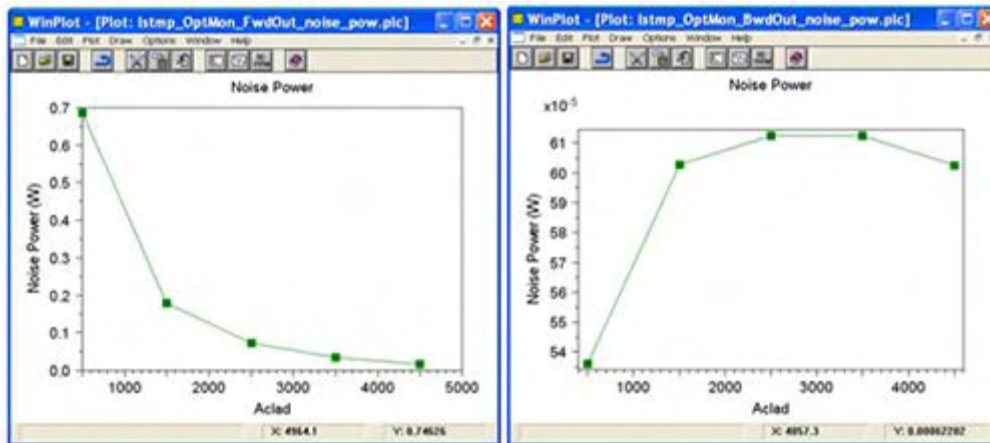 WinPlot - [Plot: lstmp_OptMon_FwdOut_noise_pow.plc]
File Edit Plot Draw Options Window Help
Noise Power
0.7
0.6
0.5
0.4
0.3
0.2
0.1
0.0
Noise Power (W)
1000 2000 3000 4000 5000
Aclad
X: 4964.1 Y: 0.74626
WinPlot - [Plot: lstmp_OptMon_BwdOut_noise_pow.plc]
File Edit Plot Draw Options Window Help
Noise Power
x10-5
61
60
59
58
57
56
55
54
Noise Power (W)
1000 2000 3000 4000
Aclad
X: 4857.3 Y: 0.00062202